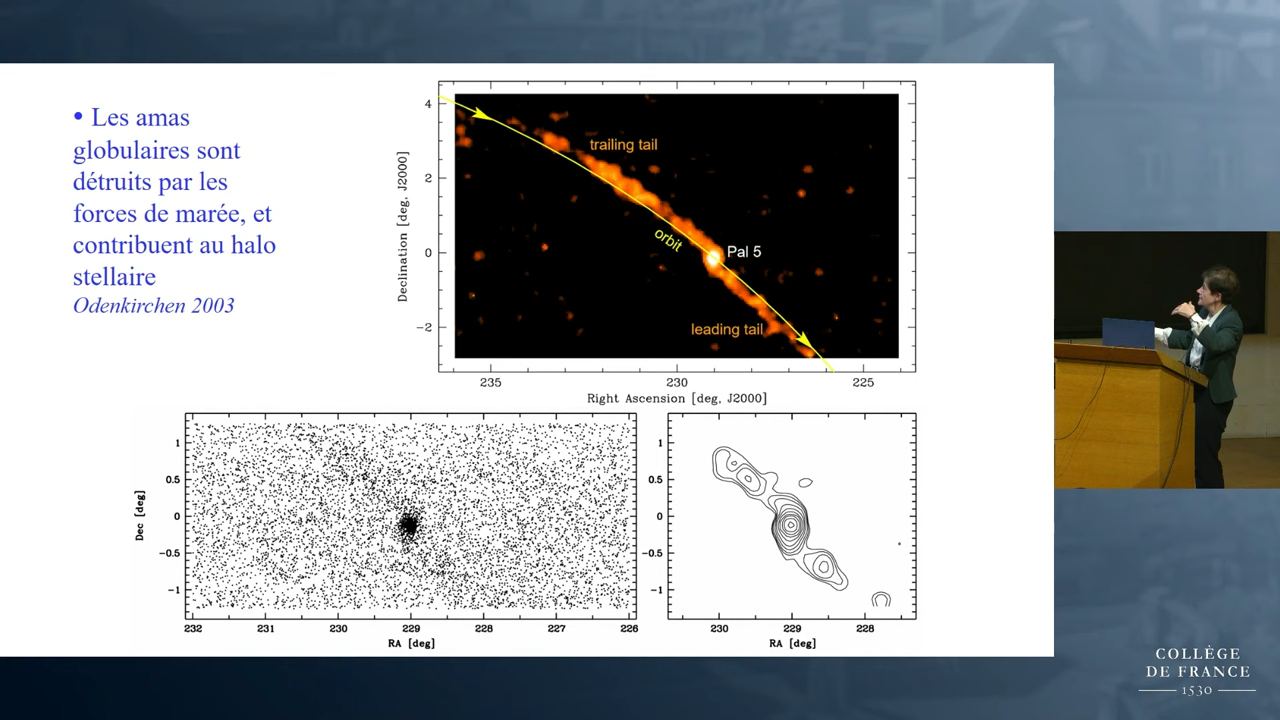 • Les amas
globulaires sont
détruits par les
forces de marée, et
contribuent au halo
stellaire
Odenkirchen 2003
4
2
0
−2
Declination [deg, J2000]
trailing tail
orbit
Pal 5
leading tail
235
230
225
Right Ascension [deg, J2000]
1
0.5
0
−0.5
−1
Dec [deg]
232
231
230
229
228
227
226
RA [deg]
1
0.5
0
−0.5
−1
230
229
228
RA [deg]
COLLÈGE
DE FRANCE
1530